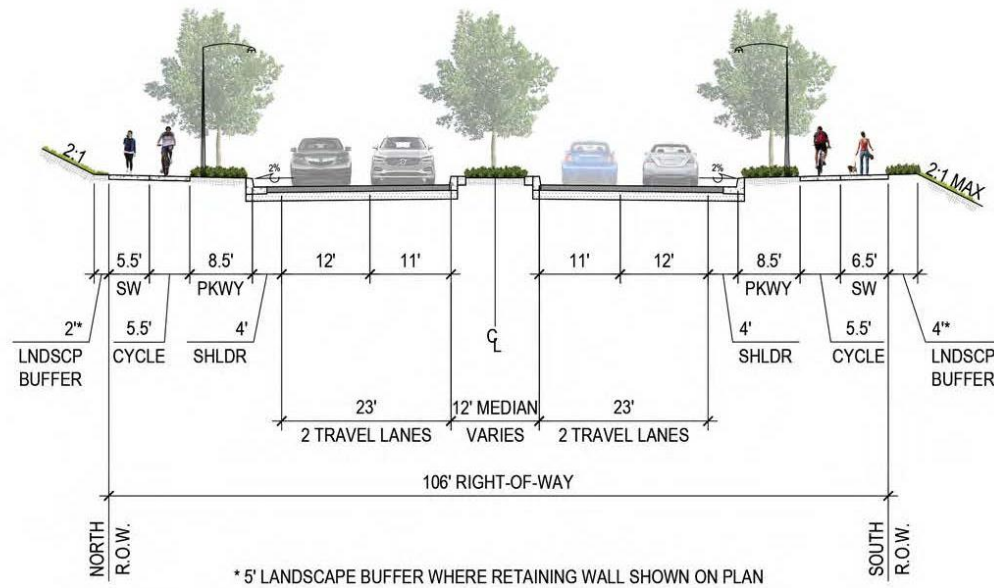 2:1
2%
2%
2:1 MAX
5.5'
8.5'
12'
11'
11'
12'
8.5'
6.5'
SW
PKWY
PKWY
SW
2'*
5.5'
4'
4'
5.5'
4'*
LNDSCP
BUFFER
CYCLE
SHLDR
CL
SHLDR
CYCLE
LNDSCP
BUFFER
23'
12' MEDIAN
23'
2 TRAVEL LANES
VARIES
2 TRAVEL LANES
106' RIGHT-OF-WAY
NORTH
R.O.W.
SOUTH
R.O.W.
* 5' LANDSCAPE BUFFER WHERE RETAINING WALL SHOWN ON PLAN